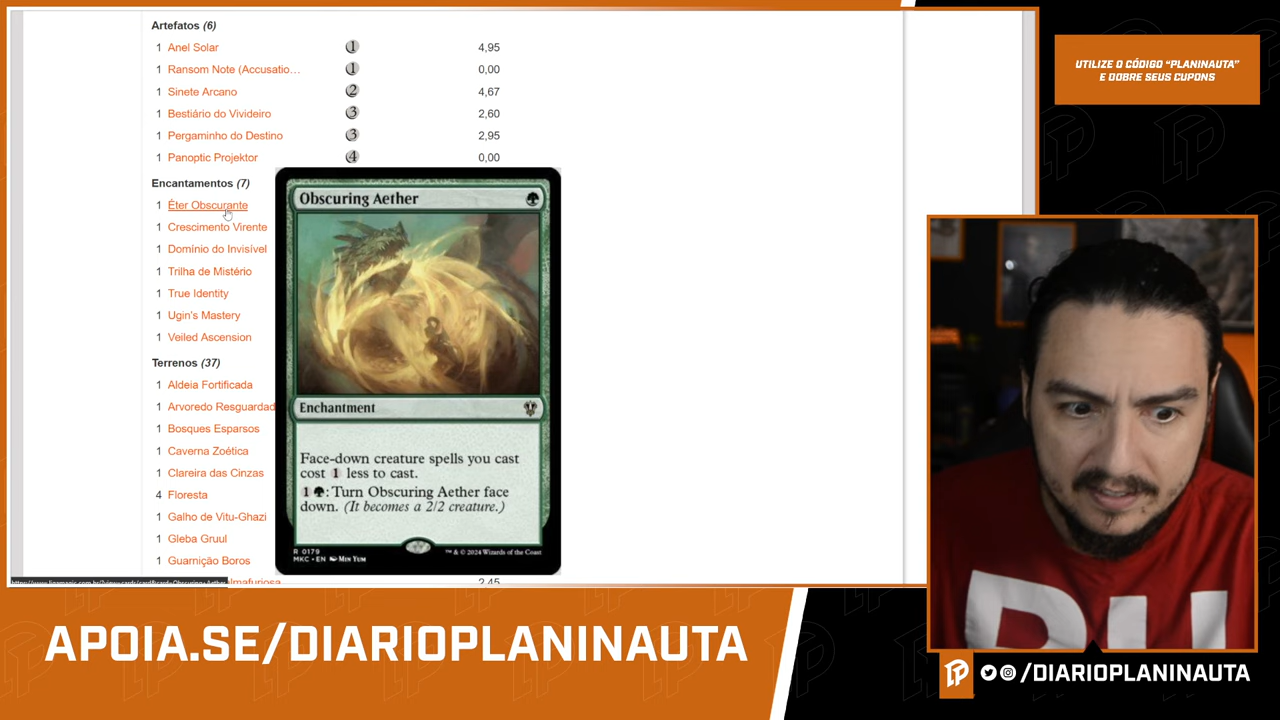 Artefatos (6)
1 Anel Solar 1 4,95
1 Ransom Note (Accusatio… 1 0,00
1 Sinete Arcano 2 4,67
1 Bestiário do Vivideiro 3 2,60
1 Pergaminho do Destino 3 2,95
1 Panoptic Projektor 4 0,00
Encantamentos (7)
1 Éter Obscurante
1 Crescimento Virente
1 Domínio do Invisível
1 Trilha de Mistério
1 True Identity
1 Ugin's Mastery
1 Veiled Ascension
Terrenos (37)
1 Aldeia Fortificada
1 Arvoredo Resguardad
1 Bosques Esparsos
1 Caverna Zoética
1 Clareira das Cinzas
4 Floresta
1 Galho de Vitu-Ghazi
1 Gleba Gruul
1 Guarnição Boros
almafuriosa 2,45
Obscuring Aether
Enchantment
Face-down creature spells you cast
cost 1 less to cast.
1 : Turn Obscuring Aether face
down. (It becomes a 2/2 creature.)
R 0179
MKC • EN Min Yum
™ & © 2024 Wizards of the Coast
UTILIZE O CÓDIGO “PLANINAUTA”
E DOBRE SEUS CUPONS
APOIA.SE/DIARIOPLANINAUTA
/DIARIOPLANINAUTA